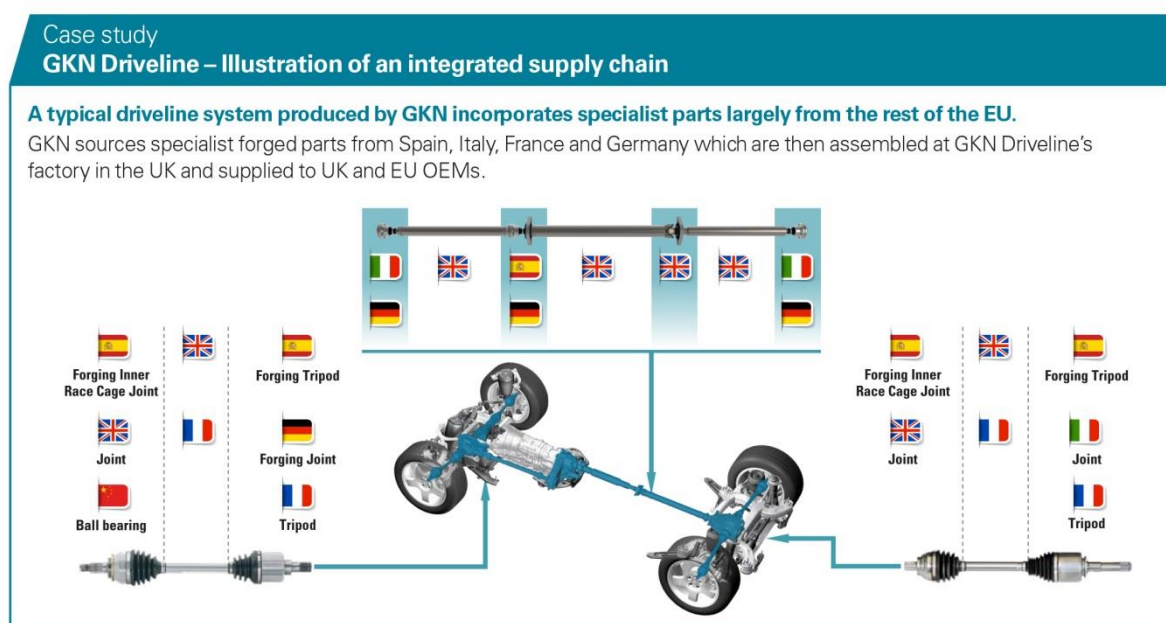 Case study
GKN Driveline – Illustration of an integrated supply chain
A typical driveline system produced by GKN incorporates specialist parts largely from the rest of the EU.
GKN sources specialist forged parts from Spain, Italy, France and Germany which are then assembled at GKN Driveline's
factory in the UK and supplied to UK and EU OEMs.
Forging Inner
Race Cage Joint
Forging Tripod
Joint
Forging Joint
Ball bearing
Tripod
Forging Inner
Race Cage Joint
Forging Tripod
Joint
Joint
Tripod